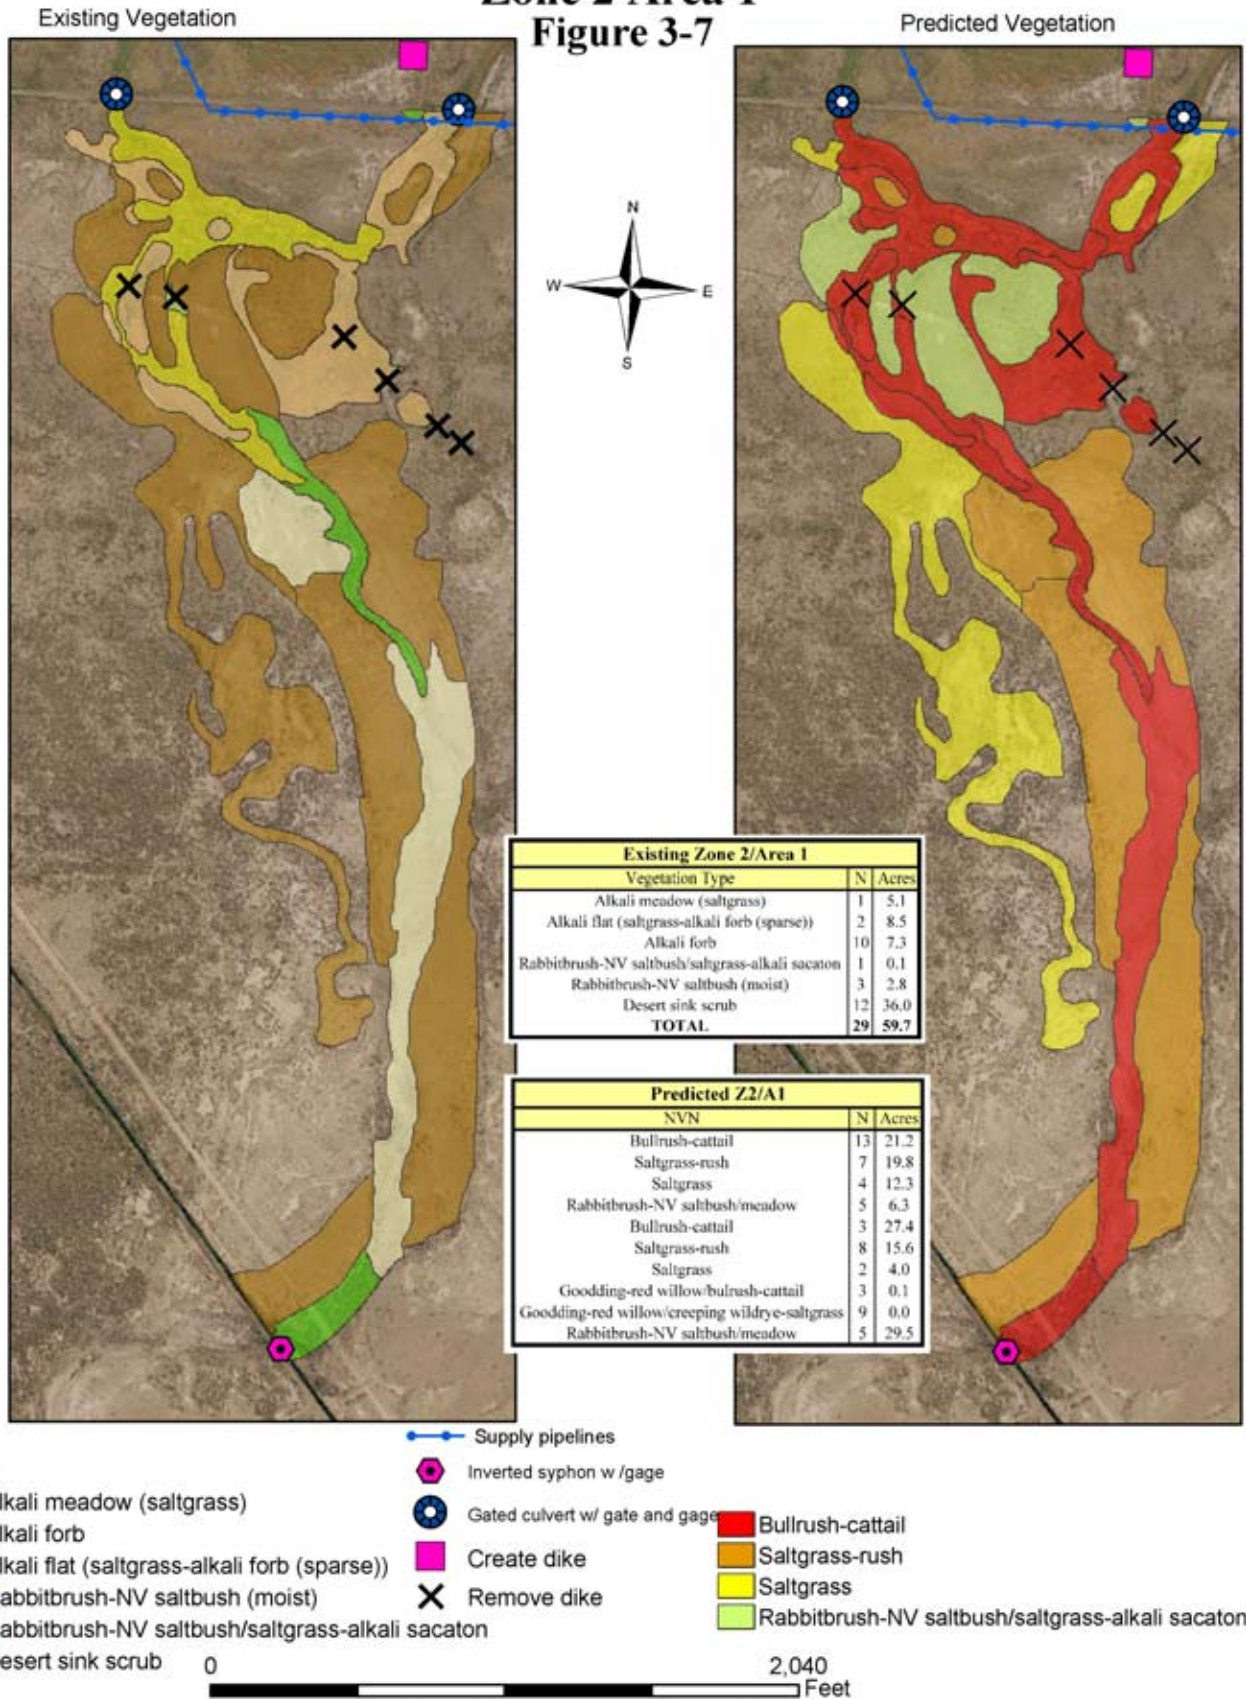 Zone 2 Area 1
Existing Vegetation
Figure 3-7
Predicted Vegetation
N
W
E
S
Existing Zone 2/Area 1
Vegetation Type N Acres
Alkali meadow (saltgrass) 1 5.1
Alkali flat (saltgrass-alkali forb (sparse)) 2 8.5
Alkali forb 10 7.3
Rabbitbrush-NV saltbush/saltgrass-alkali sacaton 1 0.1
Rabbitbrush-NV saltbush (moist) 3 2.8
Desert sink scrub 12 36.0
TOTAL 29 59.7
Predicted Z2/A1
NVN N Acres
Bullrush-cattail 13 21.2
Saltgrass-rush 7 19.8
Saltgrass 4 12.3
Rabbitbrush-NV saltbush/meadow 5 6.3
Bullrush-cattail 3 27.4
Saltgrass-rush 8 15.6
Saltgrass 2 4.0
Goodding-red willow/bulrush-cattail 3 0.1
Goodding-red willow/creeping wildrye-saltgrass 9 0.0
Rabbitbrush-NV saltbush/meadow 5 29.5
lkali meadow (saltgrass)
lkali forb
lkali flat (saltgrass-alkali forb (sparse))
abbitbrush-NV saltbush (moist)
abbitbrush-NV saltbush/saltgrass-alkali sacaton
esert sink scrub
Supply pipelines
Inverted syphon w /gage
Gated culvert w/ gate and gage
Create dike
Remove dike
Bullrush-cattail
Saltgrass-rush
Saltgrass
Rabbitbrush-NV saltbush/saltgrass-alkali sacaton
0 2,040
Feet